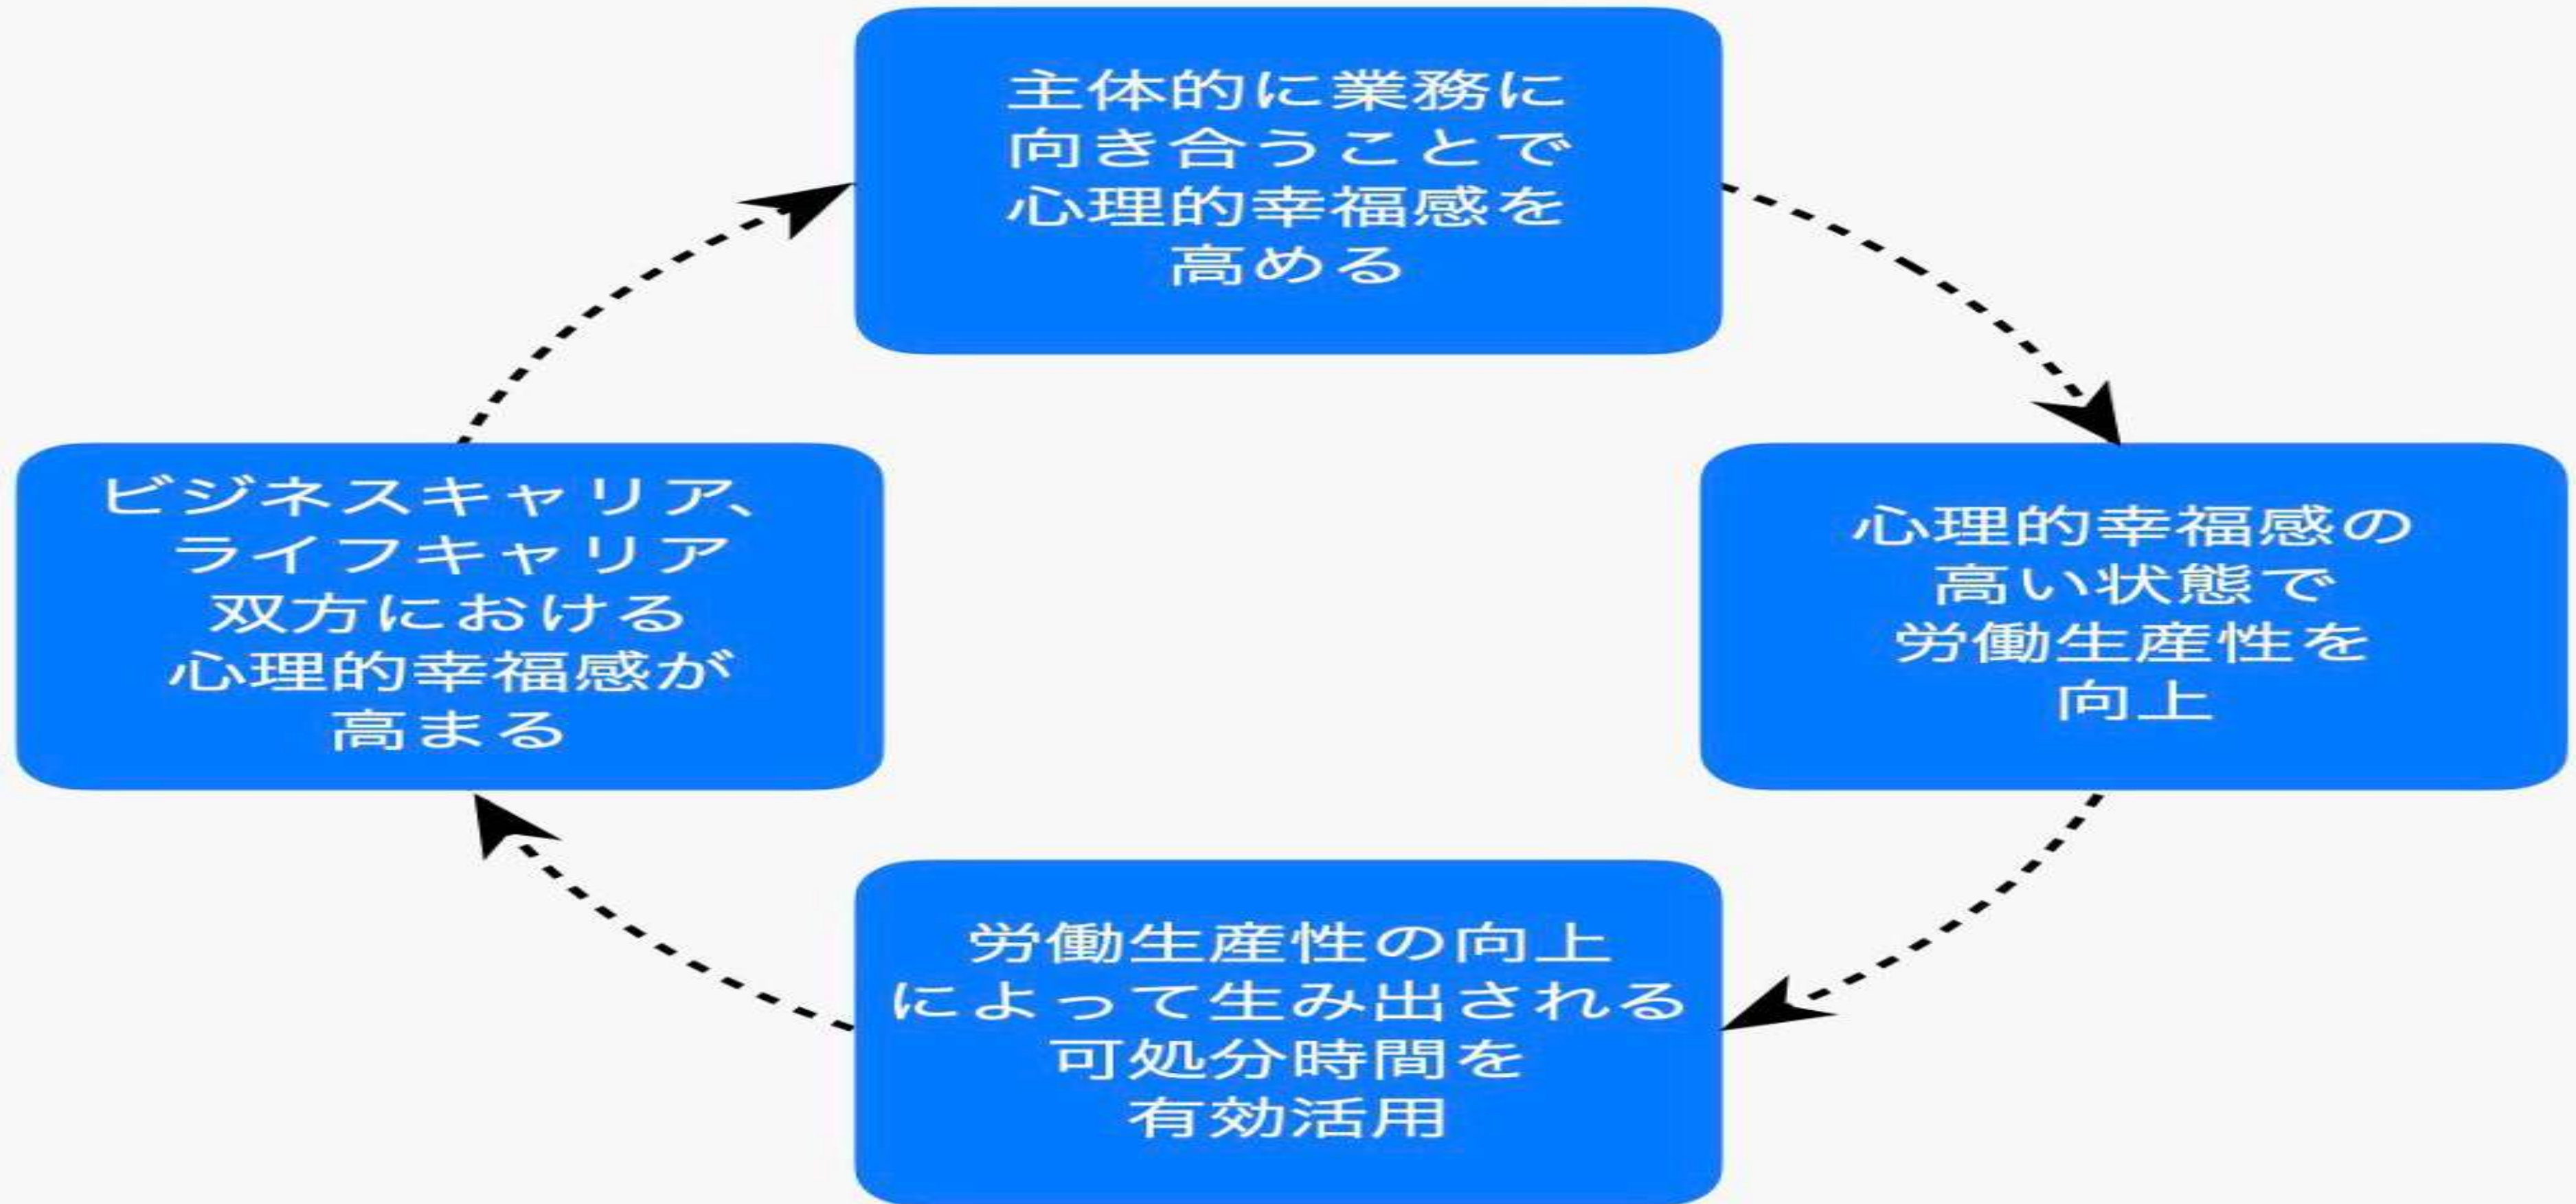 主体的に業務に
向き合うことで
心理的幸福感を
高める
心理的幸福感の
高い状態で
労働生産性を
向上
労働生産性の向上
によって生み出される
可処分時間を
有効活用
ビジネスキャリア、
ライフキャリア
双方における
心理的幸福感が
高まる